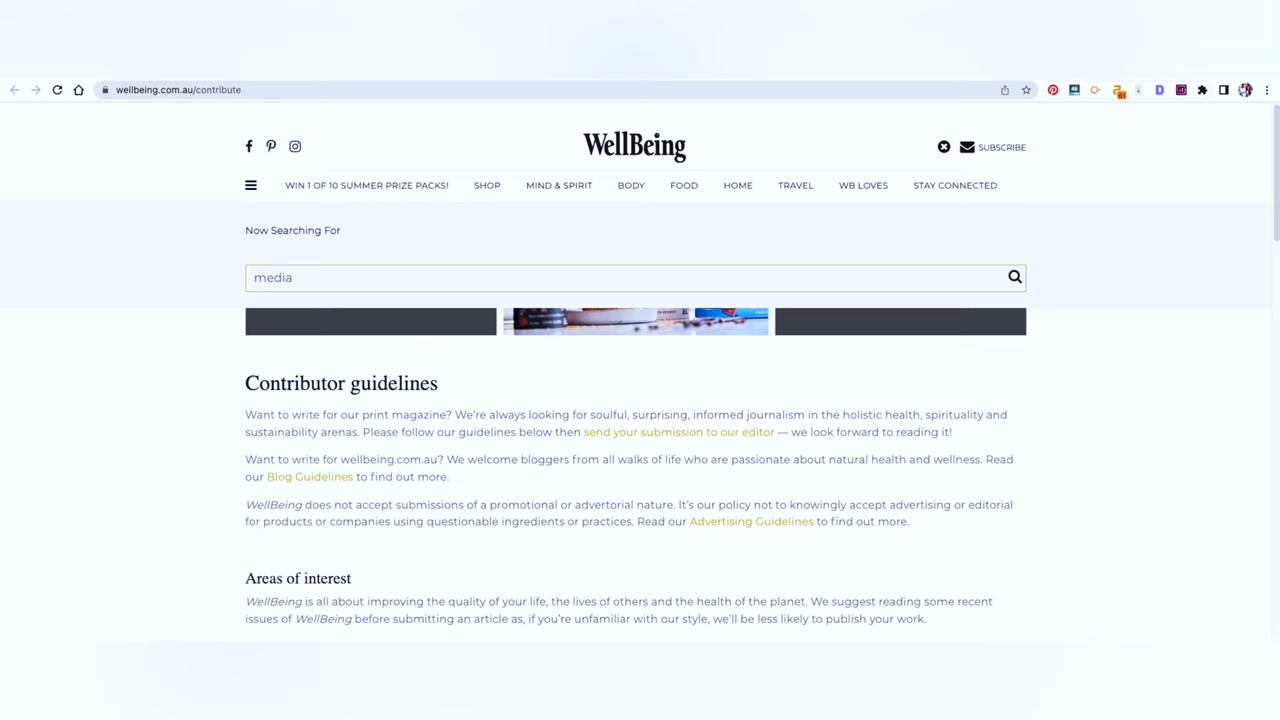 wellbeing.com.au/contribute
WellBeing
SUBSCRIBE
WIN 1 OF 10 SUMMER PRIZE PACKS! SHOP MIND & SPIRIT BODY FOOD HOME TRAVEL WB LOVES STAY CONNECTED
Now Searching For
media
Contributor guidelines
Want to write for our print magazine? We're always looking for soulful, surprising, informed journalism in the holistic health, spirituality and
sustainability arenas. Please follow our guidelines below then send your submission to our editor — we look forward to reading it!
Want to write for wellbeing.com.au? We welcome bloggers from all walks of life who are passionate about natural health and wellness. Read
our Blog Guidelines to find out more.
WellBeing does not accept submissions of a promotional or advertorial nature. It's our policy not to knowingly accept advertising or editorial
for products or companies using questionable ingredients or practices. Read our Advertising Guidelines to find out more.
Areas of interest
WellBeing is all about improving the quality of your life, the lives of others and the health of the planet. We suggest reading some recent
issues of WellBeing before submitting an article as, if you're unfamiliar with our style, we'll be less likely to publish your work.